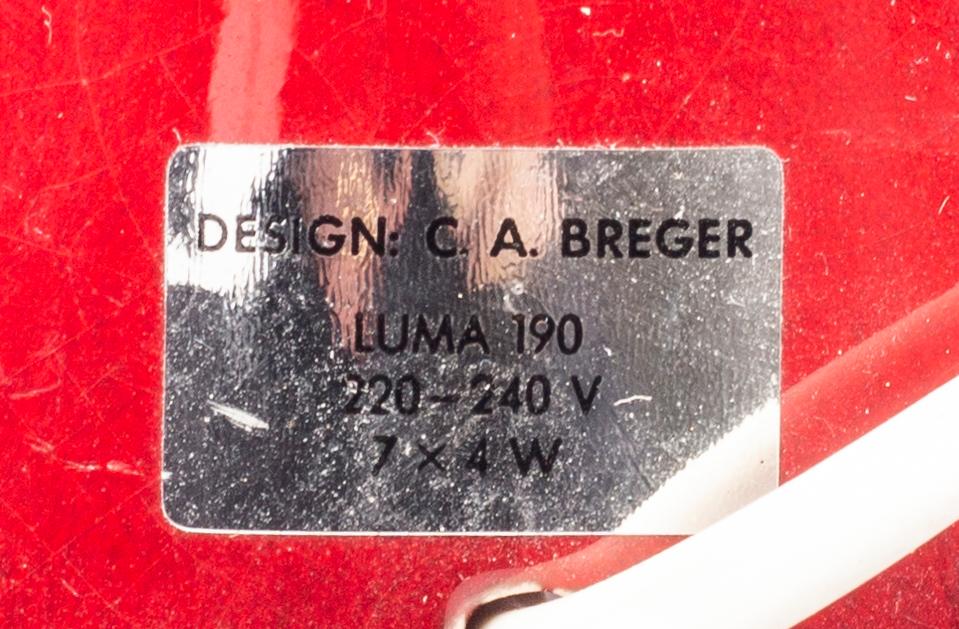 DESIGN: C. A. BREGER
LUMA 190
220-240 V
7 × 4 W